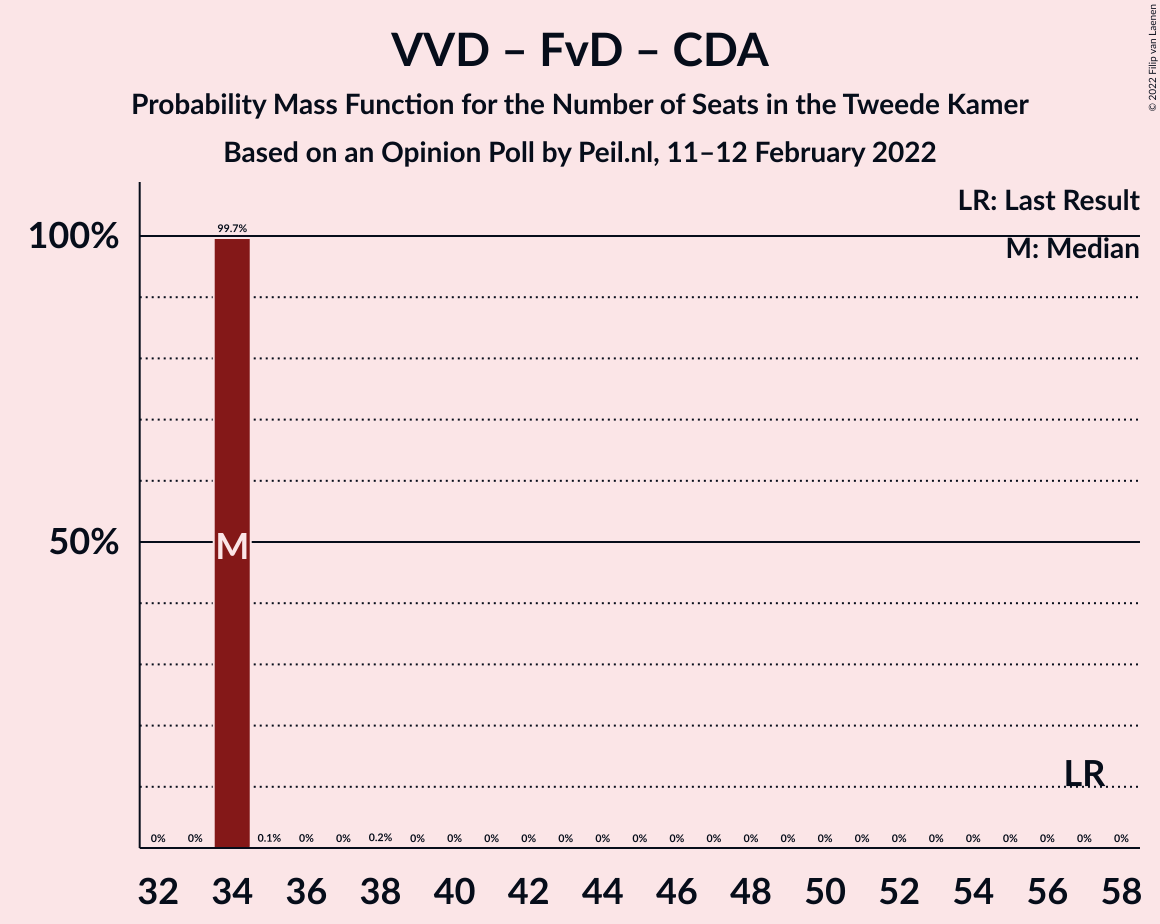 VVD – FvD – CDA
Probability Mass Function for the Number of Seats in the Tweede Kamer
Based on an Opinion Poll by Peil.nl, 11–12 February 2022
© 2022 Filip van Laenen
LR: Last Result
M: Median
100%
50%
99.7%
M
LR
0% 0% 0.1% 0% 0% 0.2% 0% 0% 0% 0% 0% 0% 0% 0% 0% 0% 0% 0% 0% 0% 0% 0% 0% 0% 0% 0%
32 34 36 38 40 42 44 46 48 50 52 54 56 58